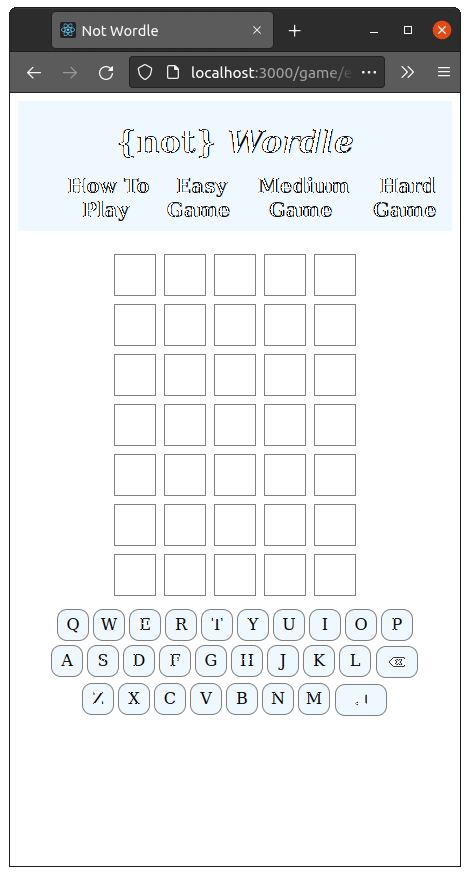 Not Wordle
localhost:3000/game/e
{not} Wordle
How To Play
Easy Game
Medium Game
Hard Game
Q W E R T Y U I O P
A S D F G H J K L
Z X C V B N M